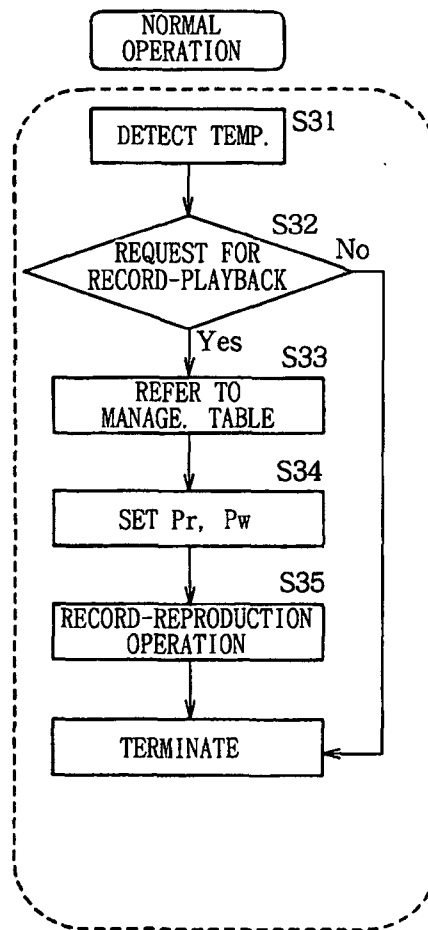 NORMAL
OPERATION
DETECT TEMP.
S31
S32
REQUEST FOR
RECORD-PLAYBACK
No
Yes
S33
REFER TO
MANAGE. TABLE
S34
SET Pr, Pw
S35
RECORD-REPRODUCTION
OPERATION
TERMINATE